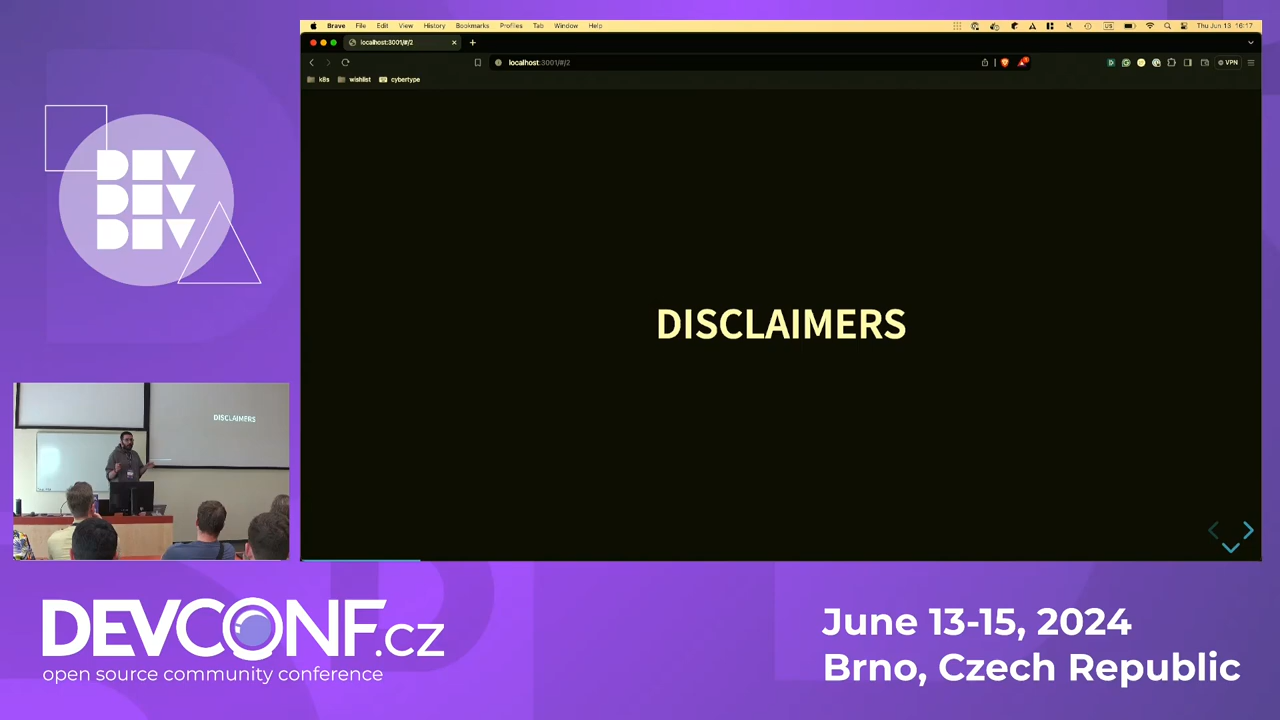 Brave File Edit View History Bookmarks Profiles Tab Window Help
US
Thu Jun 13 16:17
localhost:3001/#/2
localhost:3001/#/2
VPN
k8s wishlist cybertype
DISCLAIMERS
DEV
DEV
DEV
DISCLAIMERS
DEVCONF.cz
open source community conference
June 13-15, 2024
Brno, Czech Republic